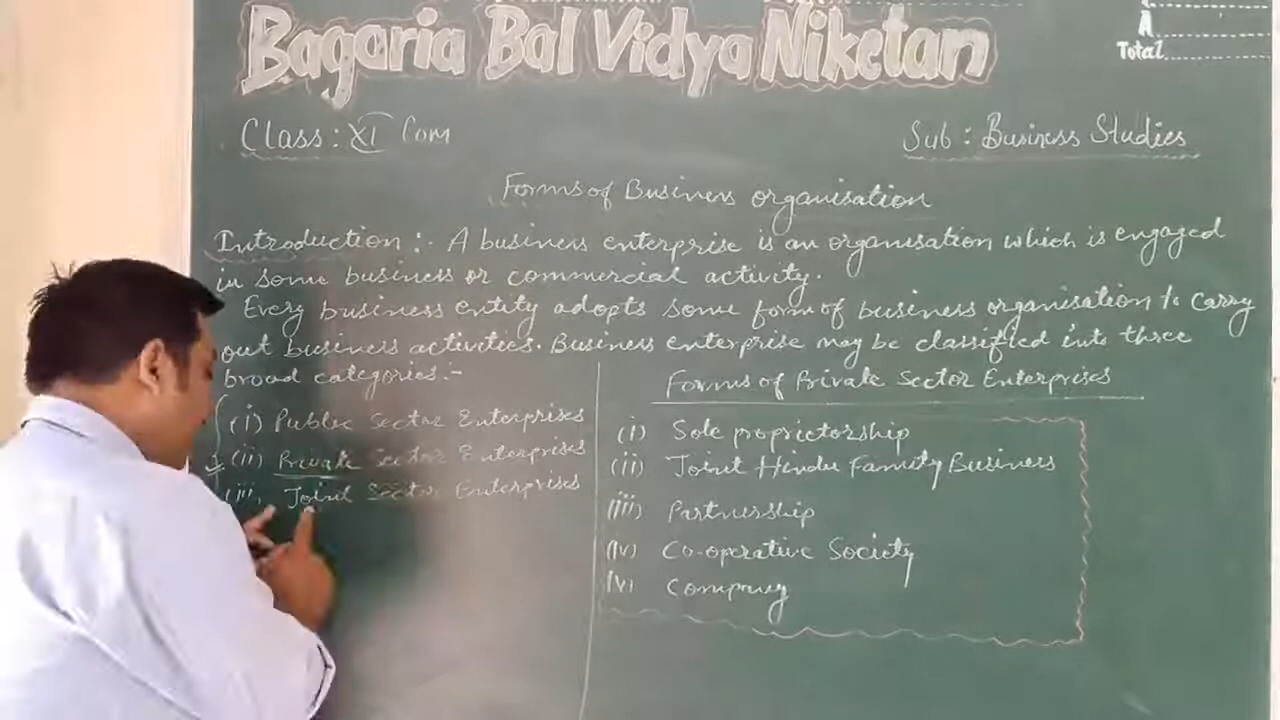 Bagaria Bal Vidya Niketan
A
Total
Class: XI Com
Sub: Business Studies
Forms of Business organisation
Introduction:- A business enterprise is an organisation which is engaged
in some business or commercial activity.
Every business entity adopts some form of business organisation to carry
out business activities. Business enterprise may be classified into three
broad categories:-
(i) Public Sector Enterprises
(ii) Private Sector Enterprises
(iii) Joint Sector Enterprises
Forms of Private Sector Enterprises
(i) Sole proprietorship
(ii) Joint Hindu Family Business
(iii) Partnership
(iv) Co-operative Society
(v) Company